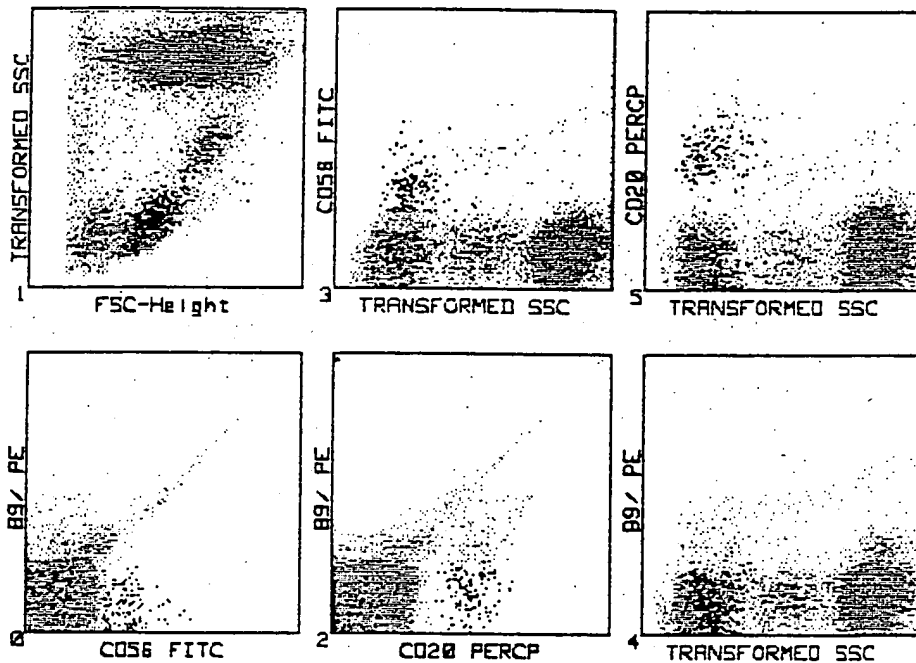 TRANSFORMED SSC
1
FSC-Height
CD56 FITC
3
TRANSFORMED SSC
CD20 PERCP
5
TRANSFORMED SSC
B9/ PE
0
CD56 FITC
B9/ PE
2
CD20 PERCP
B9/ PE
4
TRANSFORMED SSC